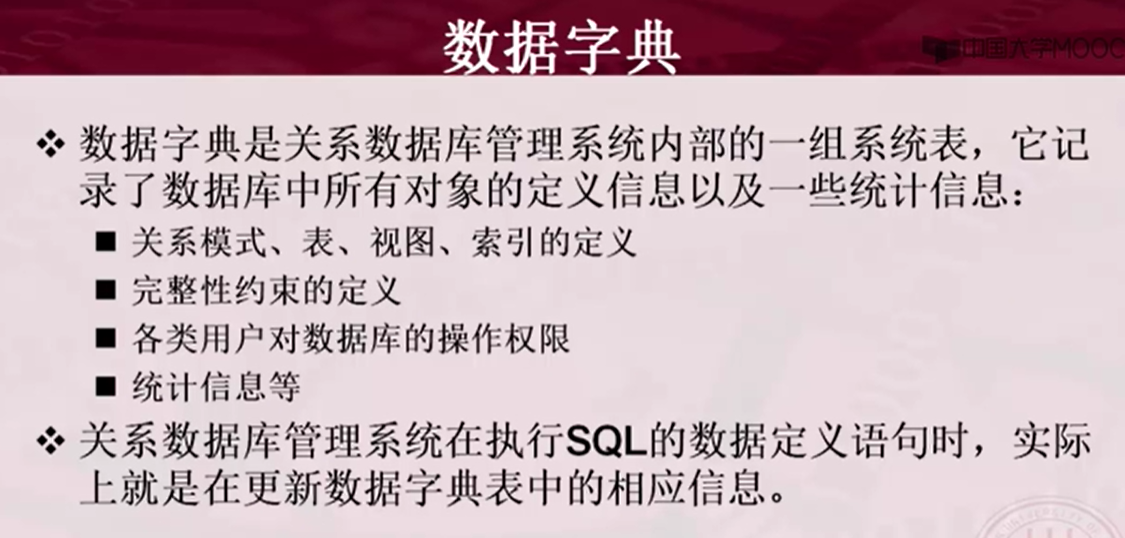 数据字典
中国大学MOOC
❖ 数据字典是关系数据库管理系统内部的一组系统表，它记
录了数据库中所有对象的定义信息以及一些统计信息：
■ 关系模式、表、视图、索引的定义
■ 完整性约束的定义
■ 各类用户对数据库的操作权限
■ 统计信息等
❖ 关系数据库管理系统在执行SQL的数据定义语句时，实际
上就是在更新数据字典表中的相应信息。